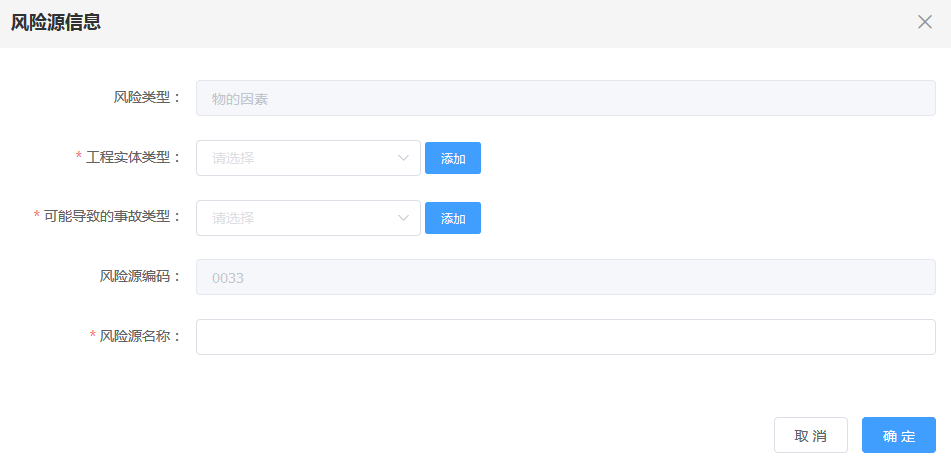 风险源信息
风险类型： 物的因素
* 工程实体类型： 请选择 添加
* 可能导致的事故类型： 请选择 添加
风险源编码： 0033
* 风险源名称：
取 消 确 定